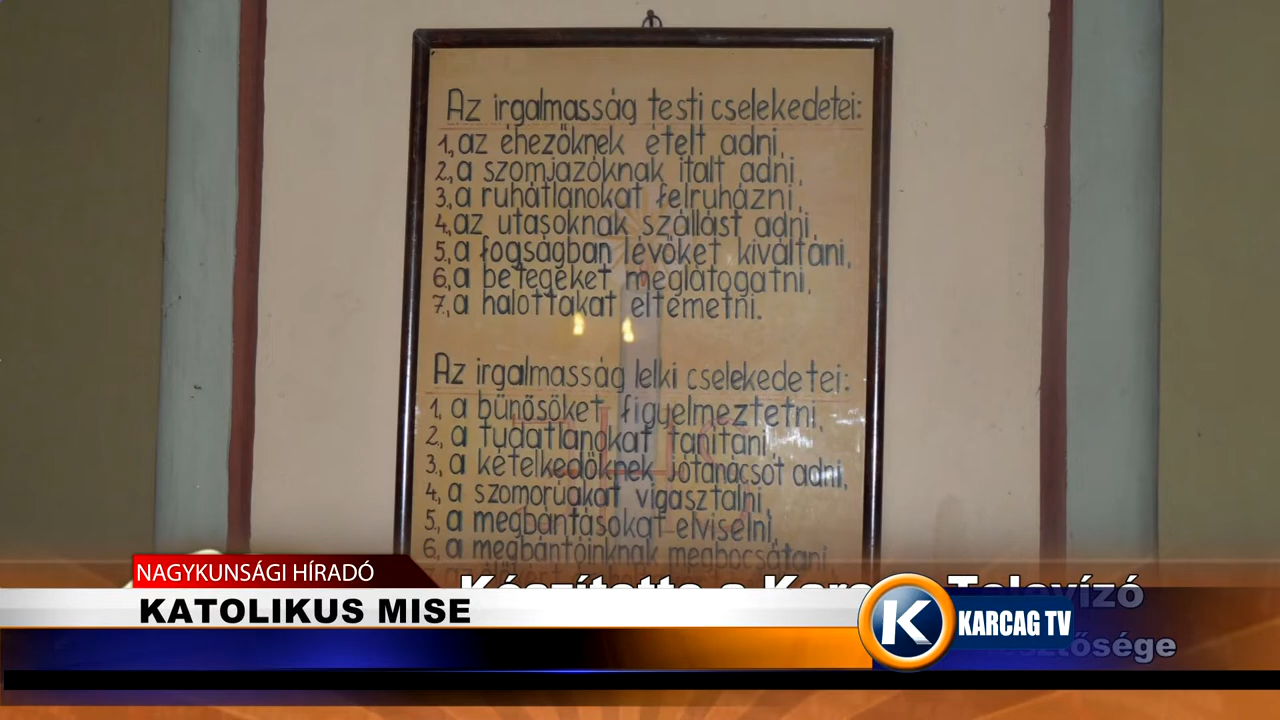 Az irgalmasság testi cselekedetei:
1., az éhezőknek ételt adni,
2., a szomjazóknak italt adni,
3., a ruhátlanokat felruházni,
4., az utasoknak szállást adni,
5., a fogságban lévőket kiváltani,
6., a betegeket meglátogatni,
7., a halottakat eltemetni.
Az irgalmasság lelki cselekedetei:
1., a bűnösöket figyelmeztetni,
2., a tudatlanokat tanítani,
3., a kételkedőknek jótanácsot adni,
4., a szomorúakat vigasztalni,
5., a megbántásokat elviselni,
6., a megbántóinknak megbocsátani
NAGYKUNSÁGI HÍRADÓ
Készítette a Televízó
KATOLIKUS MISE
K KARCAG TV